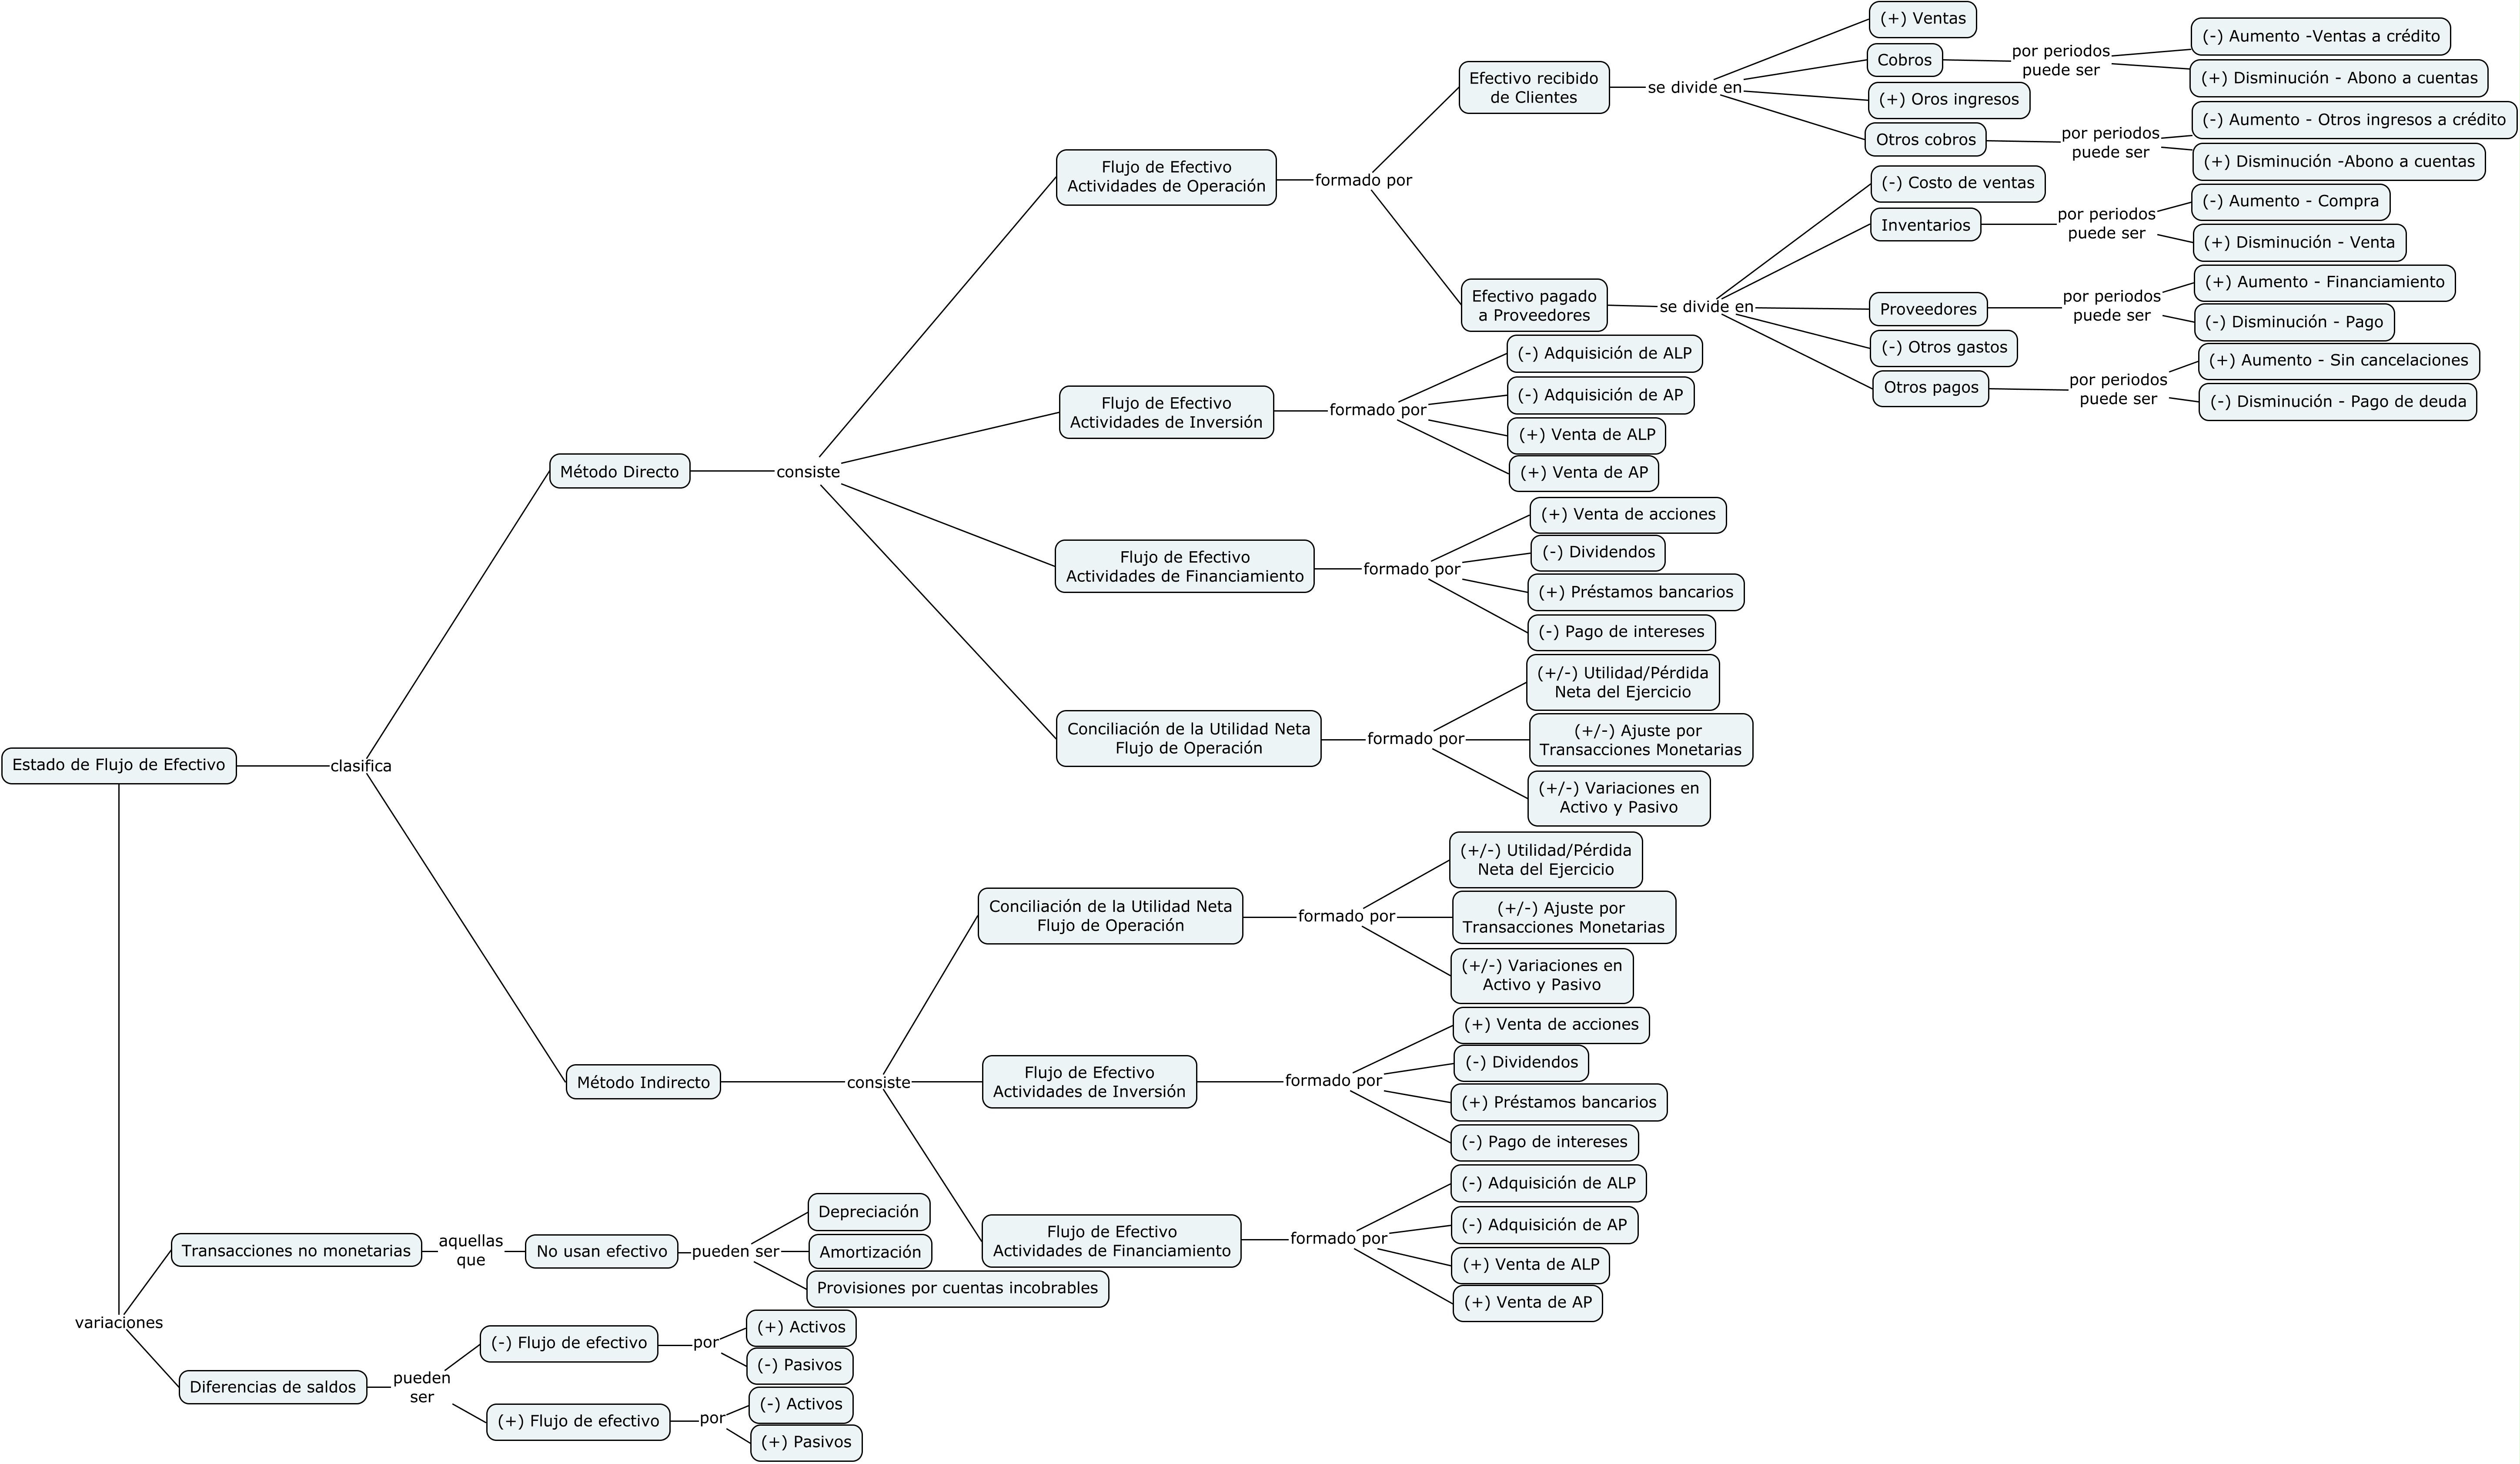 Estado de Flujo de Efectivo
clasifica
Método Directo
consiste
Flujo de Efectivo
Actividades de Operación
formado por
Efectivo recibido
de Clientes
se divide en
(+) Ventas
Cobros
por periodos
puede ser
(-) Aumento -Ventas a crédito
(+) Disminución - Abono a cuentas
(+) Oros ingresos
Otros cobros
por periodos
puede ser
(-) Aumento - Otros ingresos a crédito
(+) Disminución -Abono a cuentas
Efectivo pagado
a Proveedores
se divide en
(-) Costo de ventas
Inventarios
por periodos
puede ser
(-) Aumento - Compra
(+) Disminución - Venta
Proveedores
por periodos
puede ser
(+) Aumento - Financiamiento
(-) Disminución - Pago
(-) Otros gastos
Otros pagos
por periodos
puede ser
(+) Aumento - Sin cancelaciones
(-) Disminución - Pago de deuda
Flujo de Efectivo
Actividades de Inversión
formado por
(-) Adquisición de ALP
(-) Adquisición de AP
(+) Venta de ALP
(+) Venta de AP
Flujo de Efectivo
Actividades de Financiamiento
formado por
(+) Venta de acciones
(-) Dividendos
(+) Préstamos bancarios
(-) Pago de intereses
Conciliación de la Utilidad Neta
Flujo de Operación
formado por
(+/-) Utilidad/Pérdida
Neta del Ejercicio
(+/-) Ajuste por
Transacciones Monetarias
(+/-) Variaciones en
Activo y Pasivo
Método Indirecto
consiste
Conciliación de la Utilidad Neta
Flujo de Operación
formado por
(+/-) Utilidad/Pérdida
Neta del Ejercicio
(+/-) Ajuste por
Transacciones Monetarias
(+/-) Variaciones en
Activo y Pasivo
Flujo de Efectivo
Actividades de Inversión
formado por
(+) Venta de acciones
(-) Dividendos
(+) Préstamos bancarios
(-) Pago de intereses
Flujo de Efectivo
Actividades de Financiamiento
formado por
(-) Adquisición de ALP
(-) Adquisición de AP
(+) Venta de ALP
(+) Venta de AP
variaciones
Transacciones no monetarias
aquellas
que
No usan efectivo
pueden ser
Depreciación
Amortización
Provisiones por cuentas incobrables
Diferencias de saldos
pueden
ser
(-) Flujo de efectivo
por
(+) Activos
(-) Pasivos
(+) Flujo de efectivo
por
(-) Activos
(+) Pasivos